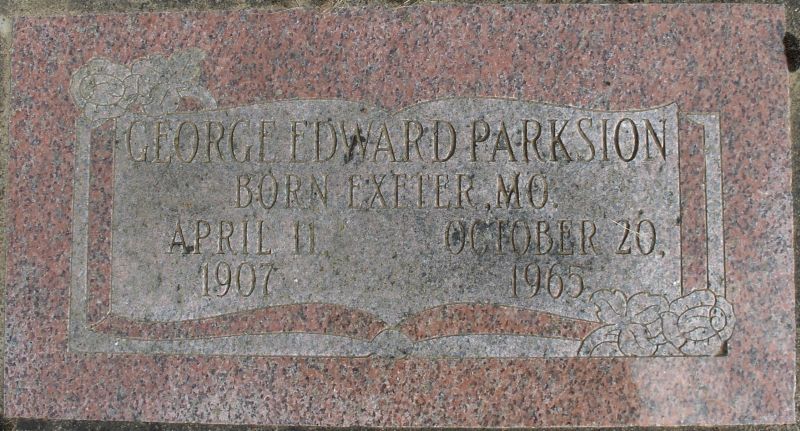 GEORGE EDWARD PARKSION
BORN EXETER, MO.
APRIL 11 OCTOBER 20,
1907 1965